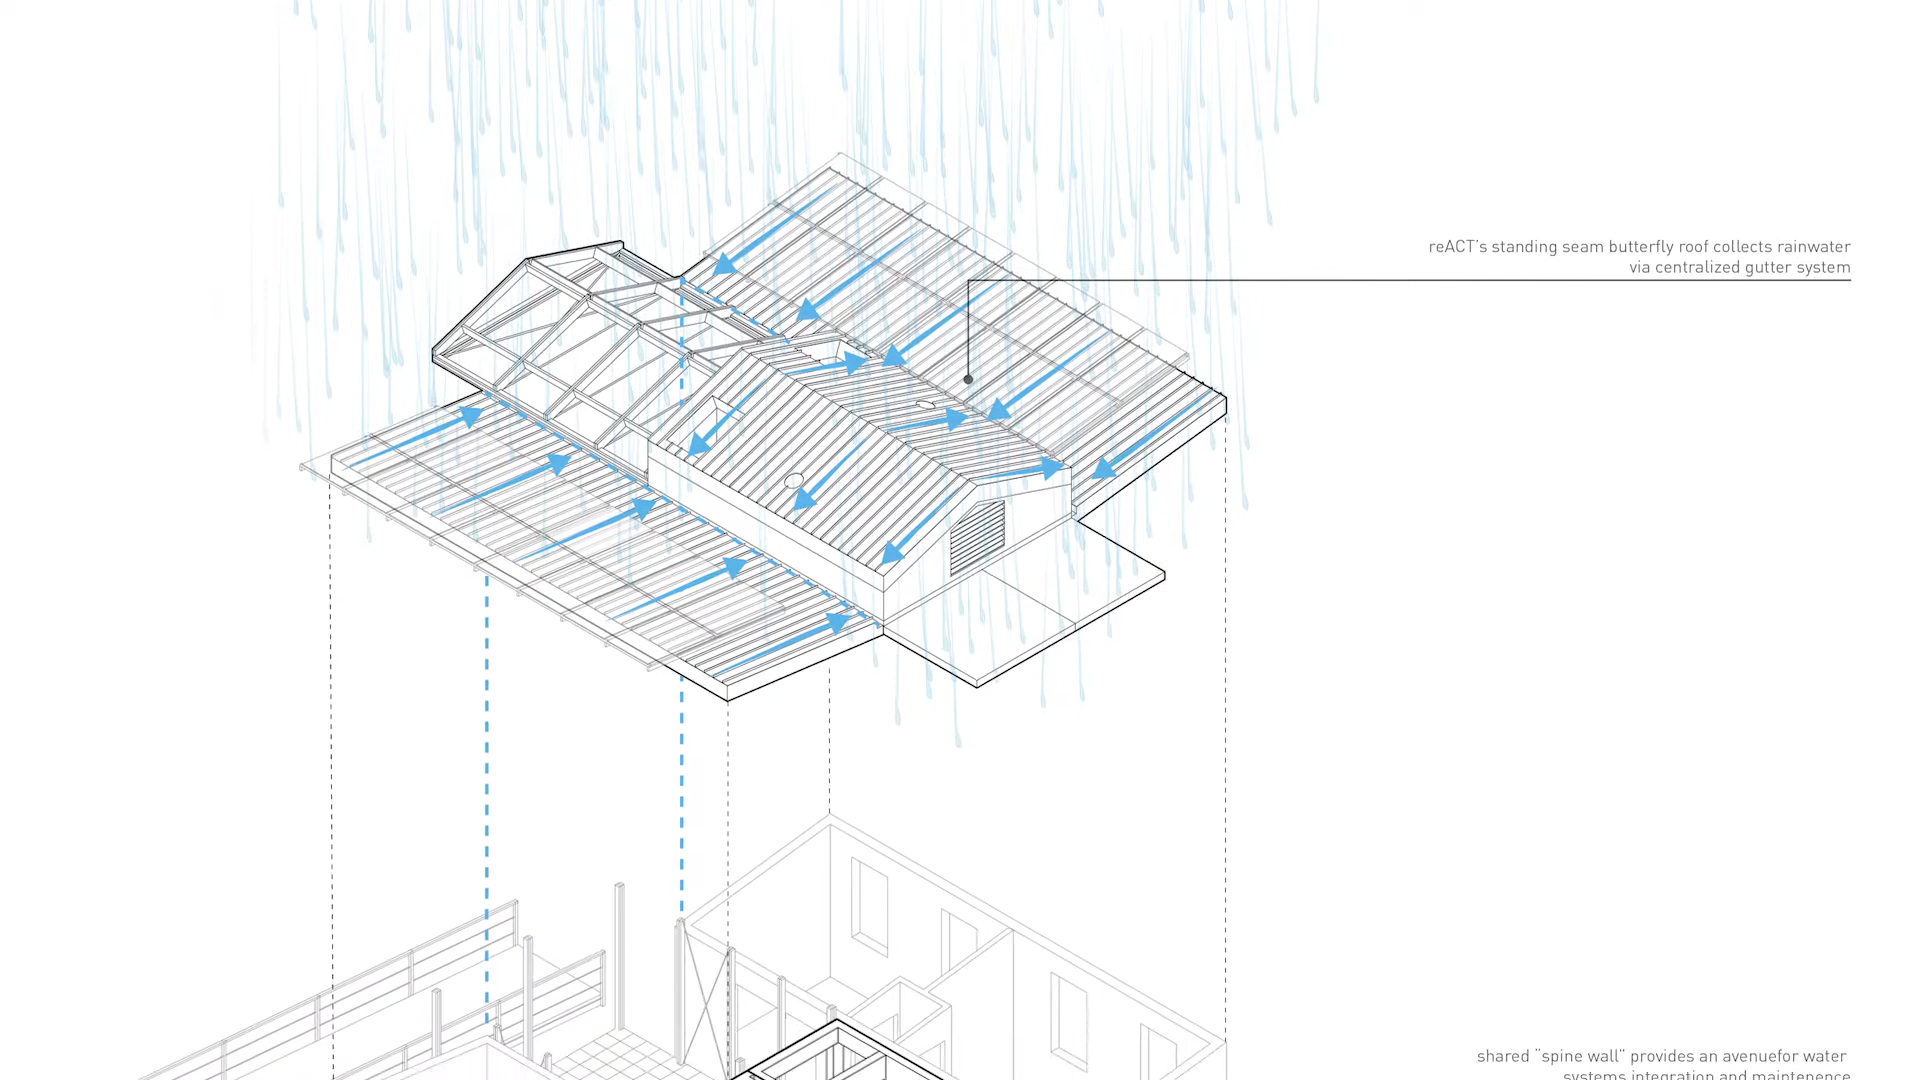 reACT's standing seam butterfly roof collects rainwater
via centralized gutter system
shared "spine wall" provides an avenuefor water
systems integration and maintenence